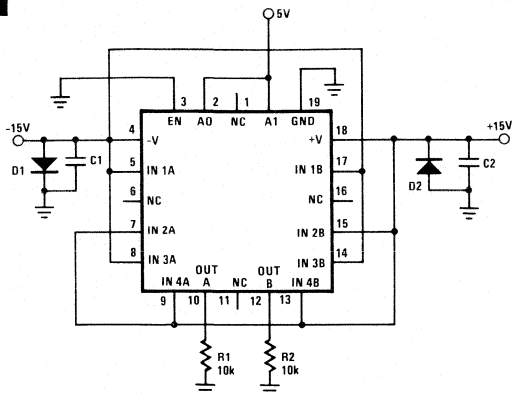 5V
3 2 1 19
EN A0 NC A1 GND
-15V 4 -V +V 18 +15V
D1 C1 5 IN 1A IN 1B 17 D2 C2
6 NC NC 16
7 IN 2A IN 2B 15
8 IN 3A IN 3B 14
OUT OUT
IN 4A A NC B IN 4B
9 10 11 12 13
R1 R2
10k 10k